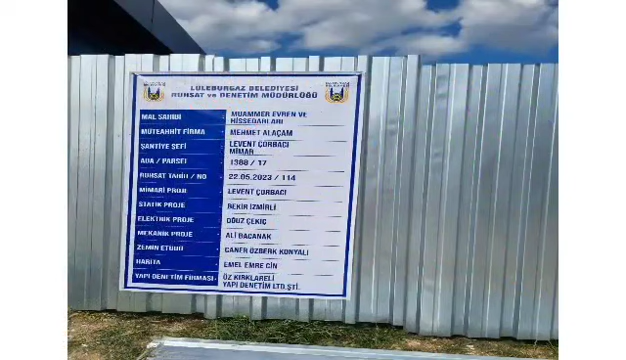 LÜLEBURGAZ BELEDİYESİ
RUHSAT ve DENETİM MÜDÜRLÜĞÜ
MAL SAHİBİ MUAMMER EVREN VE
HİSSEDARLARI
MÜTEAHHİT FİRMA - MEHMET ALAÇAM
ŞANTİYE ŞEFİ LEVENT ÇORBACI
MİMAR
ADA / PARSEL 1388 / 17
RUHSAT TARİH / NO - 22.05.2023 / 114
MİMARİ PROJE LEVENT ÇORBACI
STATİK PROJE BEKİR İZMİRLİ
ELEKTRİK PROJE OĞUZ ÇEKİÇ
MEKANİK PROJE ALİ BACANAK
ZEMİN ETÜDÜ - CANER ÖZBERK KONYALI
HARİTA EMEL EMRE CİN
YAPI DENETİM FİRMASI - ÖZ KIRKLARELİ
YAPI DENETİM LTD.ŞTİ.